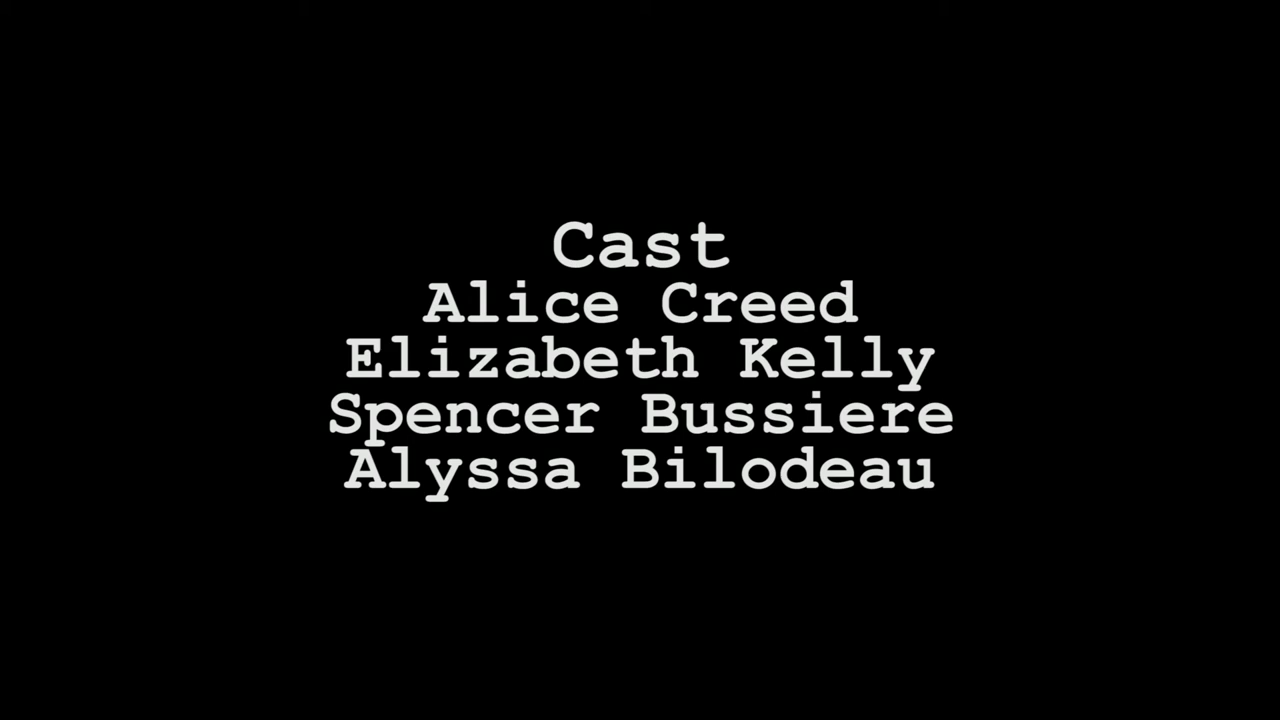 Cast
Alice Creed
Elizabeth Kelly
Spencer Bussiere
Alyssa Bilodeau